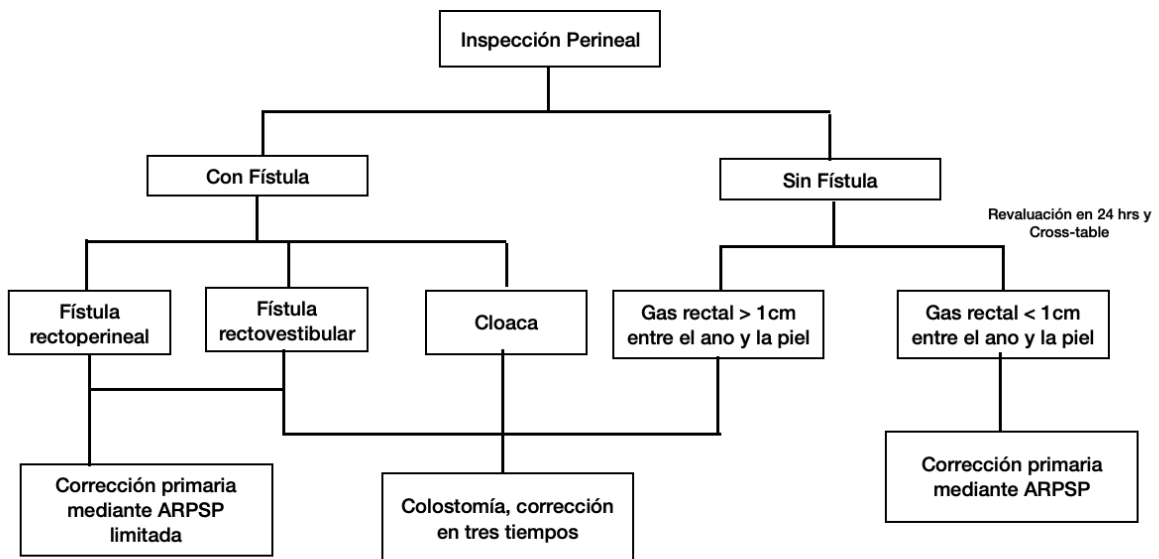 Inspección Perineal
Con Fístula
Sin Fístula
Revaluación en 24 hrs y
Cross-table
Fístula
rectoperineal
Fístula
rectovestibular
Cloaca
Gas rectal > 1cm
entre el ano y la piel
Gas rectal < 1cm
entre el ano y la piel
Corrección primaria
mediante ARPSP
limitada
Colostomía, corrección
en tres tiempos
Corrección primaria
mediante ARPSP